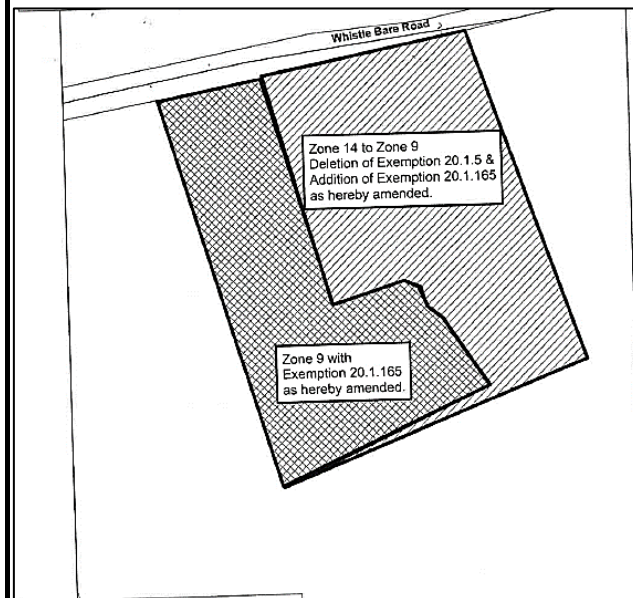 Whistle Bare Road
Zone 14 to Zone 9
Deletion of Exemption 20.1.5 &
Addition of Exemption 20.1.165
as hereby amended.
Zone 9 with
Exemption 20.1.165
as hereby amended.